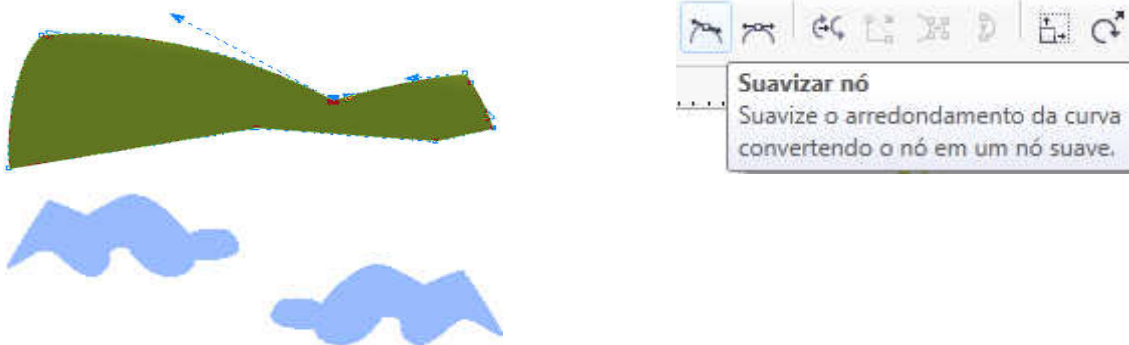 Suavizar nó
Suavize o arredondamento da curva
convertendo o nó em um nó suave.